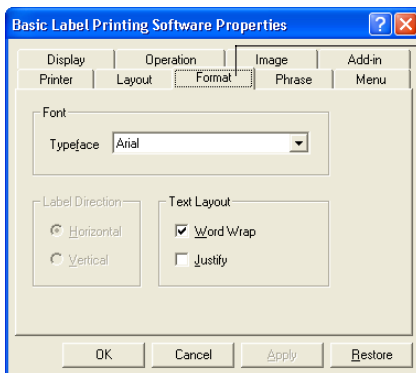 Basic Label Printing Software Properties
Display Operation Image Add-in
Printer Layout Format Phrase Menu
Font
Typeface Arial
Label Direction Text Layout
Horizontal Word Wrap
Vertical Justify
OK Cancel Apply Restore